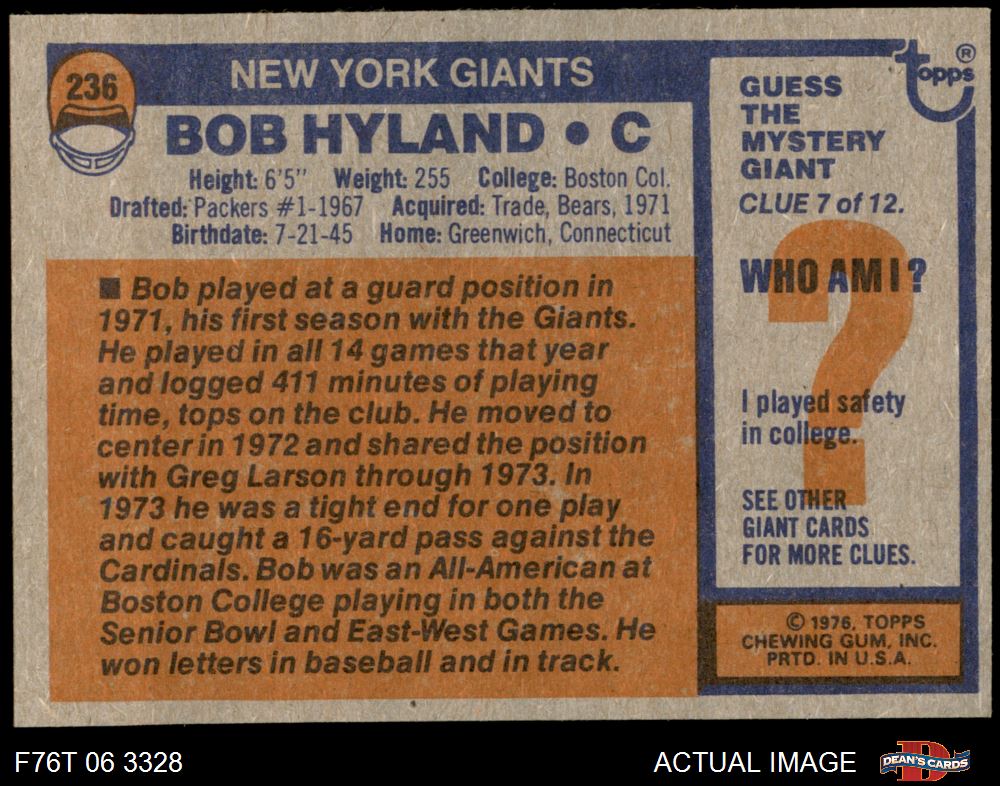 236
NEW YORK GIANTS
BOB HYLAND • C
Height: 6'5" Weight: 255 College: Boston Col.
Drafted: Packers #1-1967 Acquired: Trade, Bears, 1971
Birthdate: 7-21-45 Home: Greenwich, Connecticut
■ Bob played at a guard position in
1971, his first season with the Giants.
He played in all 14 games that year
and logged 411 minutes of playing
time, tops on the club. He moved to
center in 1972 and shared the position
with Greg Larson through 1973. In
1973 he was a tight end for one play
and caught a 16-yard pass against the
Cardinals. Bob was an All-American at
Boston College playing in both the
Senior Bowl and East-West Games. He
won letters in baseball and in track.
topps ®
GUESS
THE
MYSTERY
GIANT
CLUE 7 of 12.
WHO AM I ?
?
I played safety
in college.
SEE OTHER
GIANT CARDS
FOR MORE CLUES.
© 1976, TOPPS
CHEWING GUM, INC.
PRTD. IN U.S.A.
F76T 06 3328
ACTUAL IMAGE
D
DEAN'S CARDS